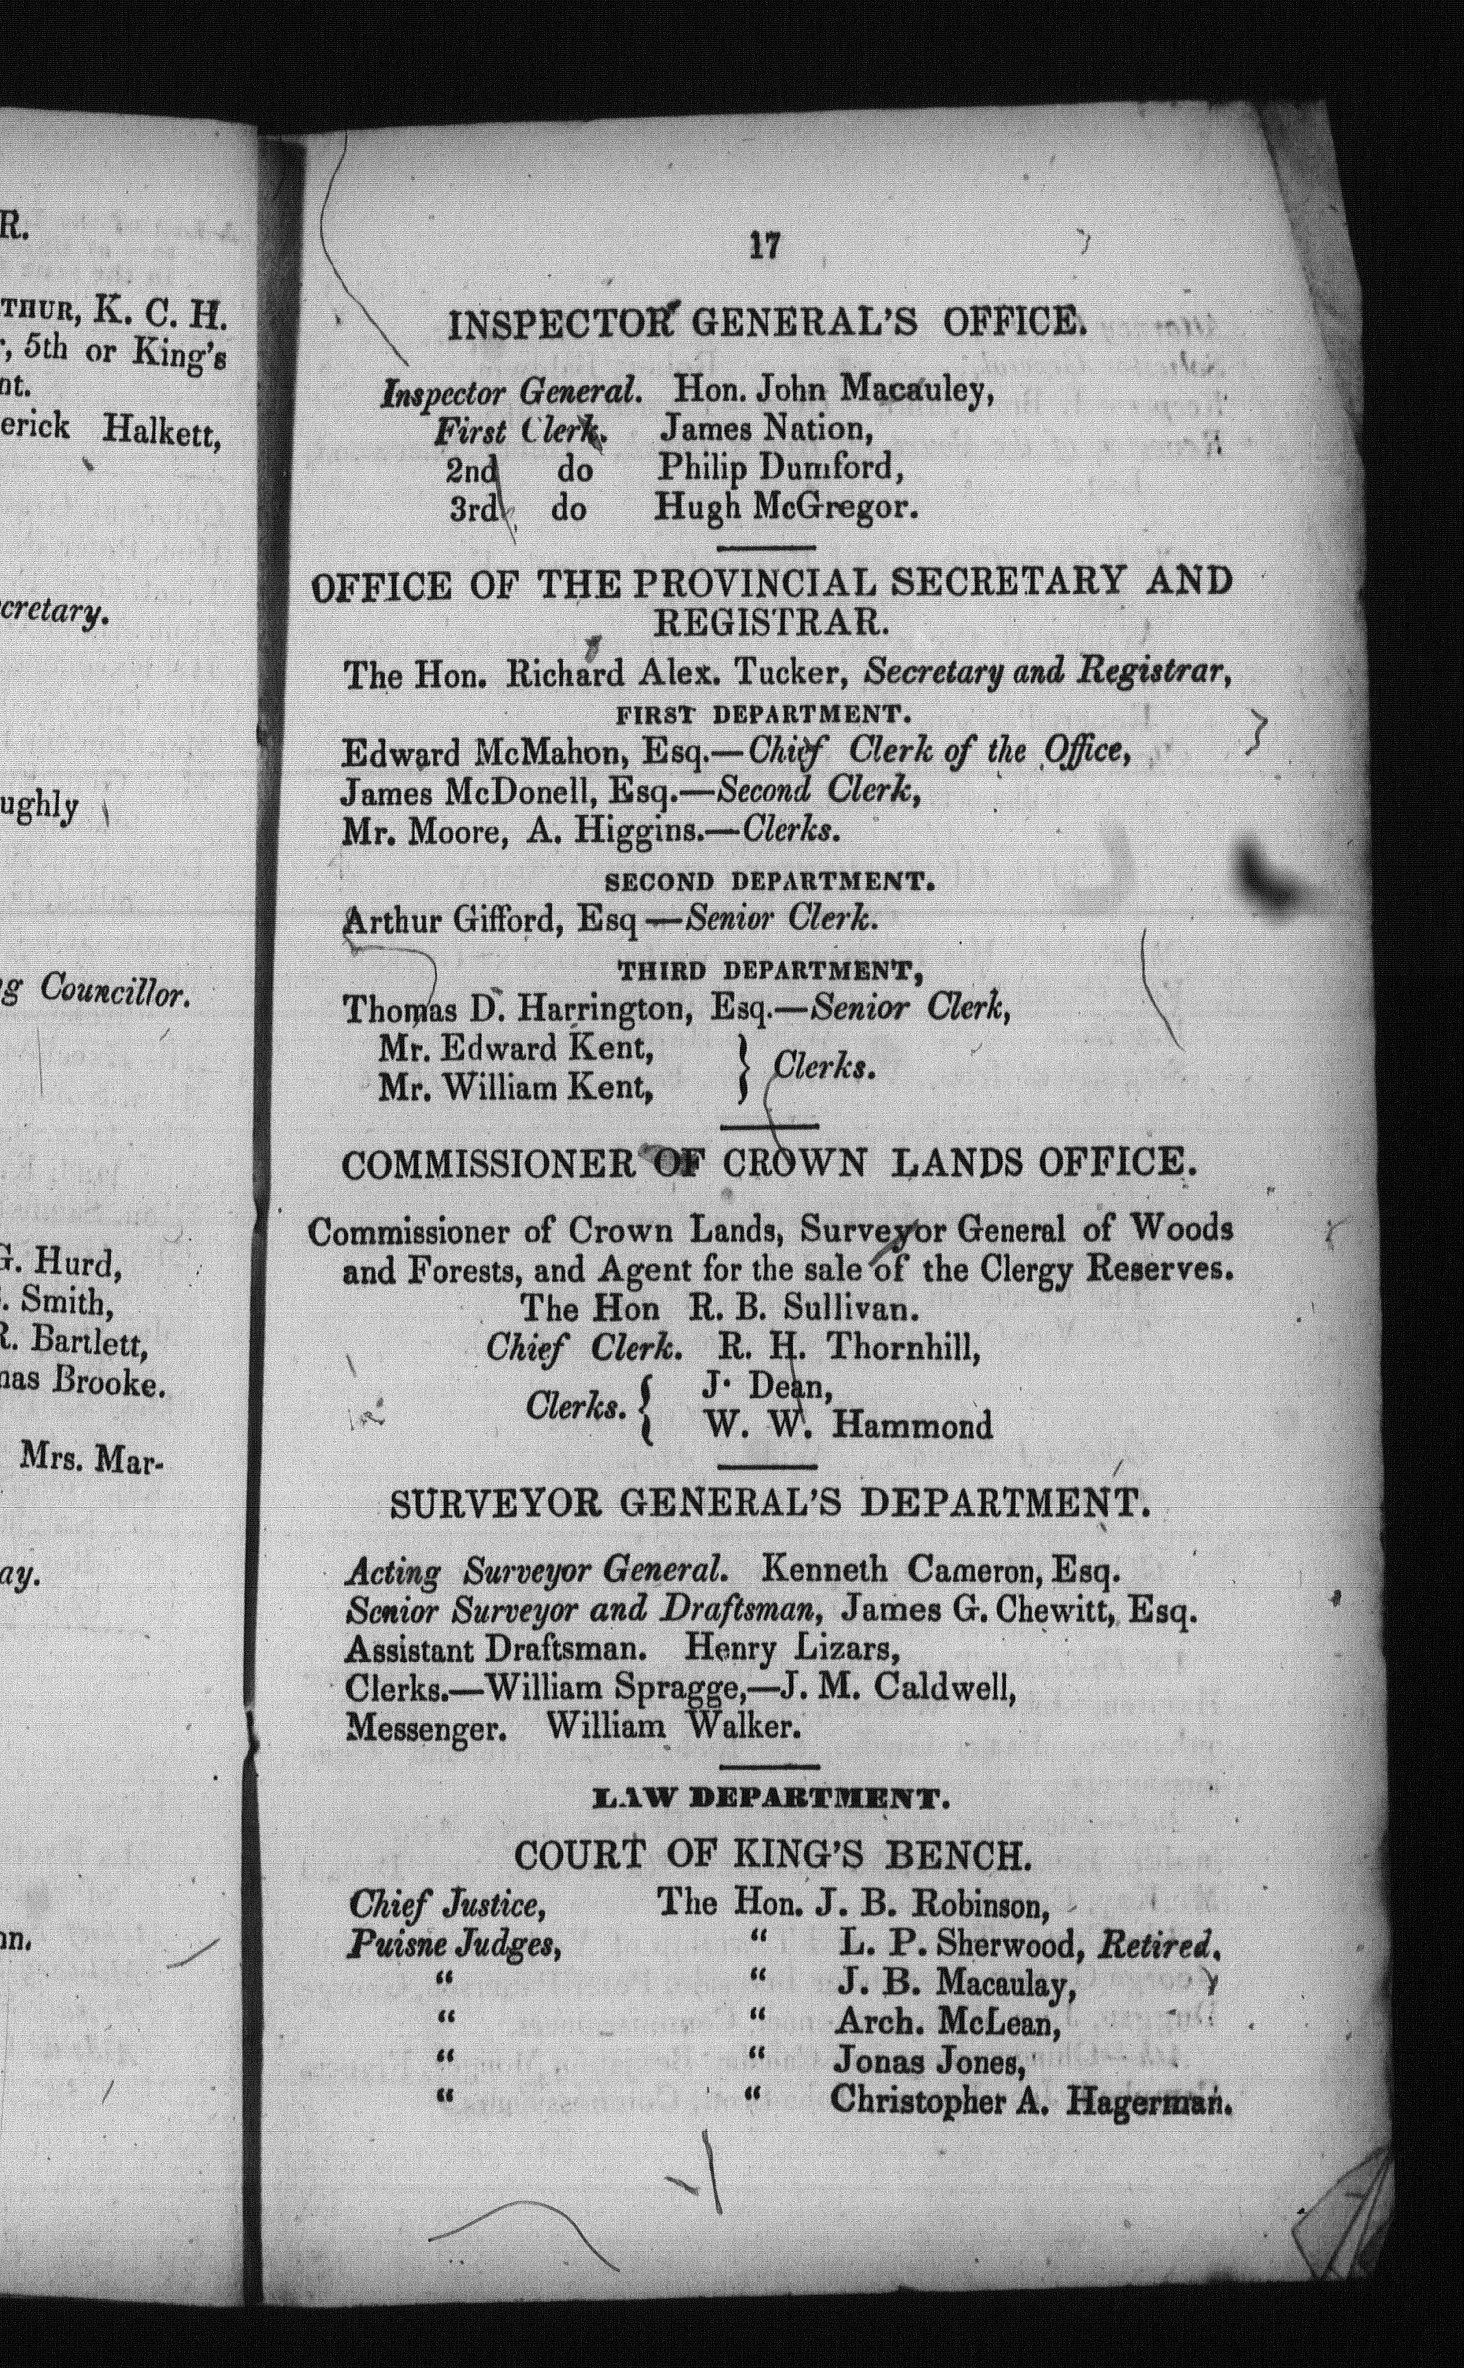 R.
THUR, K. C. H.
5th or King's
nt.
erick Halkett,
cretary.
ughly
g Councillor.
G. Hurd,
. Smith,
R. Bartlett,
nas Brooke.
Mrs. Mar-
ay.
on.
17
INSPECTOR GENERAL'S OFFICE.
Inspector General. Hon. John Macauley,
First Clerk. James Nation,
2nd do Philip Dumford,
3rd do Hugh McGregor.
OFFICE OF THE PROVINCIAL SECRETARY AND
REGISTRAR.
The Hon. Richard Alex. Tucker, Secretary and Registrar,
FIRST DEPARTMENT.
Edward McMahon, Esq.—Chief Clerk of the Office,
James McDonell, Esq.—Second Clerk,
Mr. Moore, A. Higgins.—Clerks.
SECOND DEPARTMENT.
Arthur Gifford, Esq—Senior Clerk.
THIRD DEPARTMENT,
Thomas D. Harrington, Esq.—Senior Clerk,
Mr. Edward Kent,
Mr. William Kent, } Clerks.
COMMISSIONER OF CROWN LANDS OFFICE.
Commissioner of Crown Lands, Surveyor General of Woods
and Forests, and Agent for the sale of the Clergy Reserves.
The Hon R. B. Sullivan.
Chief Clerk. R. H. Thornhill,
Clerks. { J. Dean,
W. W. Hammond
SURVEYOR GENERAL'S DEPARTMENT.
Acting Surveyor General. Kenneth Cameron, Esq.
Senior Surveyor and Draftsman, James G. Chewitt, Esq.
Assistant Draftsman. Henry Lizars,
Clerks.—William Spragge,—J. M. Caldwell,
Messenger. William Walker.
LAW DEPARTMENT.
COURT OF KING'S BENCH.
Chief Justice, The Hon. J. B. Robinson,
Puisne Judges, “ L. P. Sherwood, Retired.
“ “ J. B. Macaulay,
“ “ Arch. McLean,
“ “ Jonas Jones,
“ “ Christopher A. Hagerman.